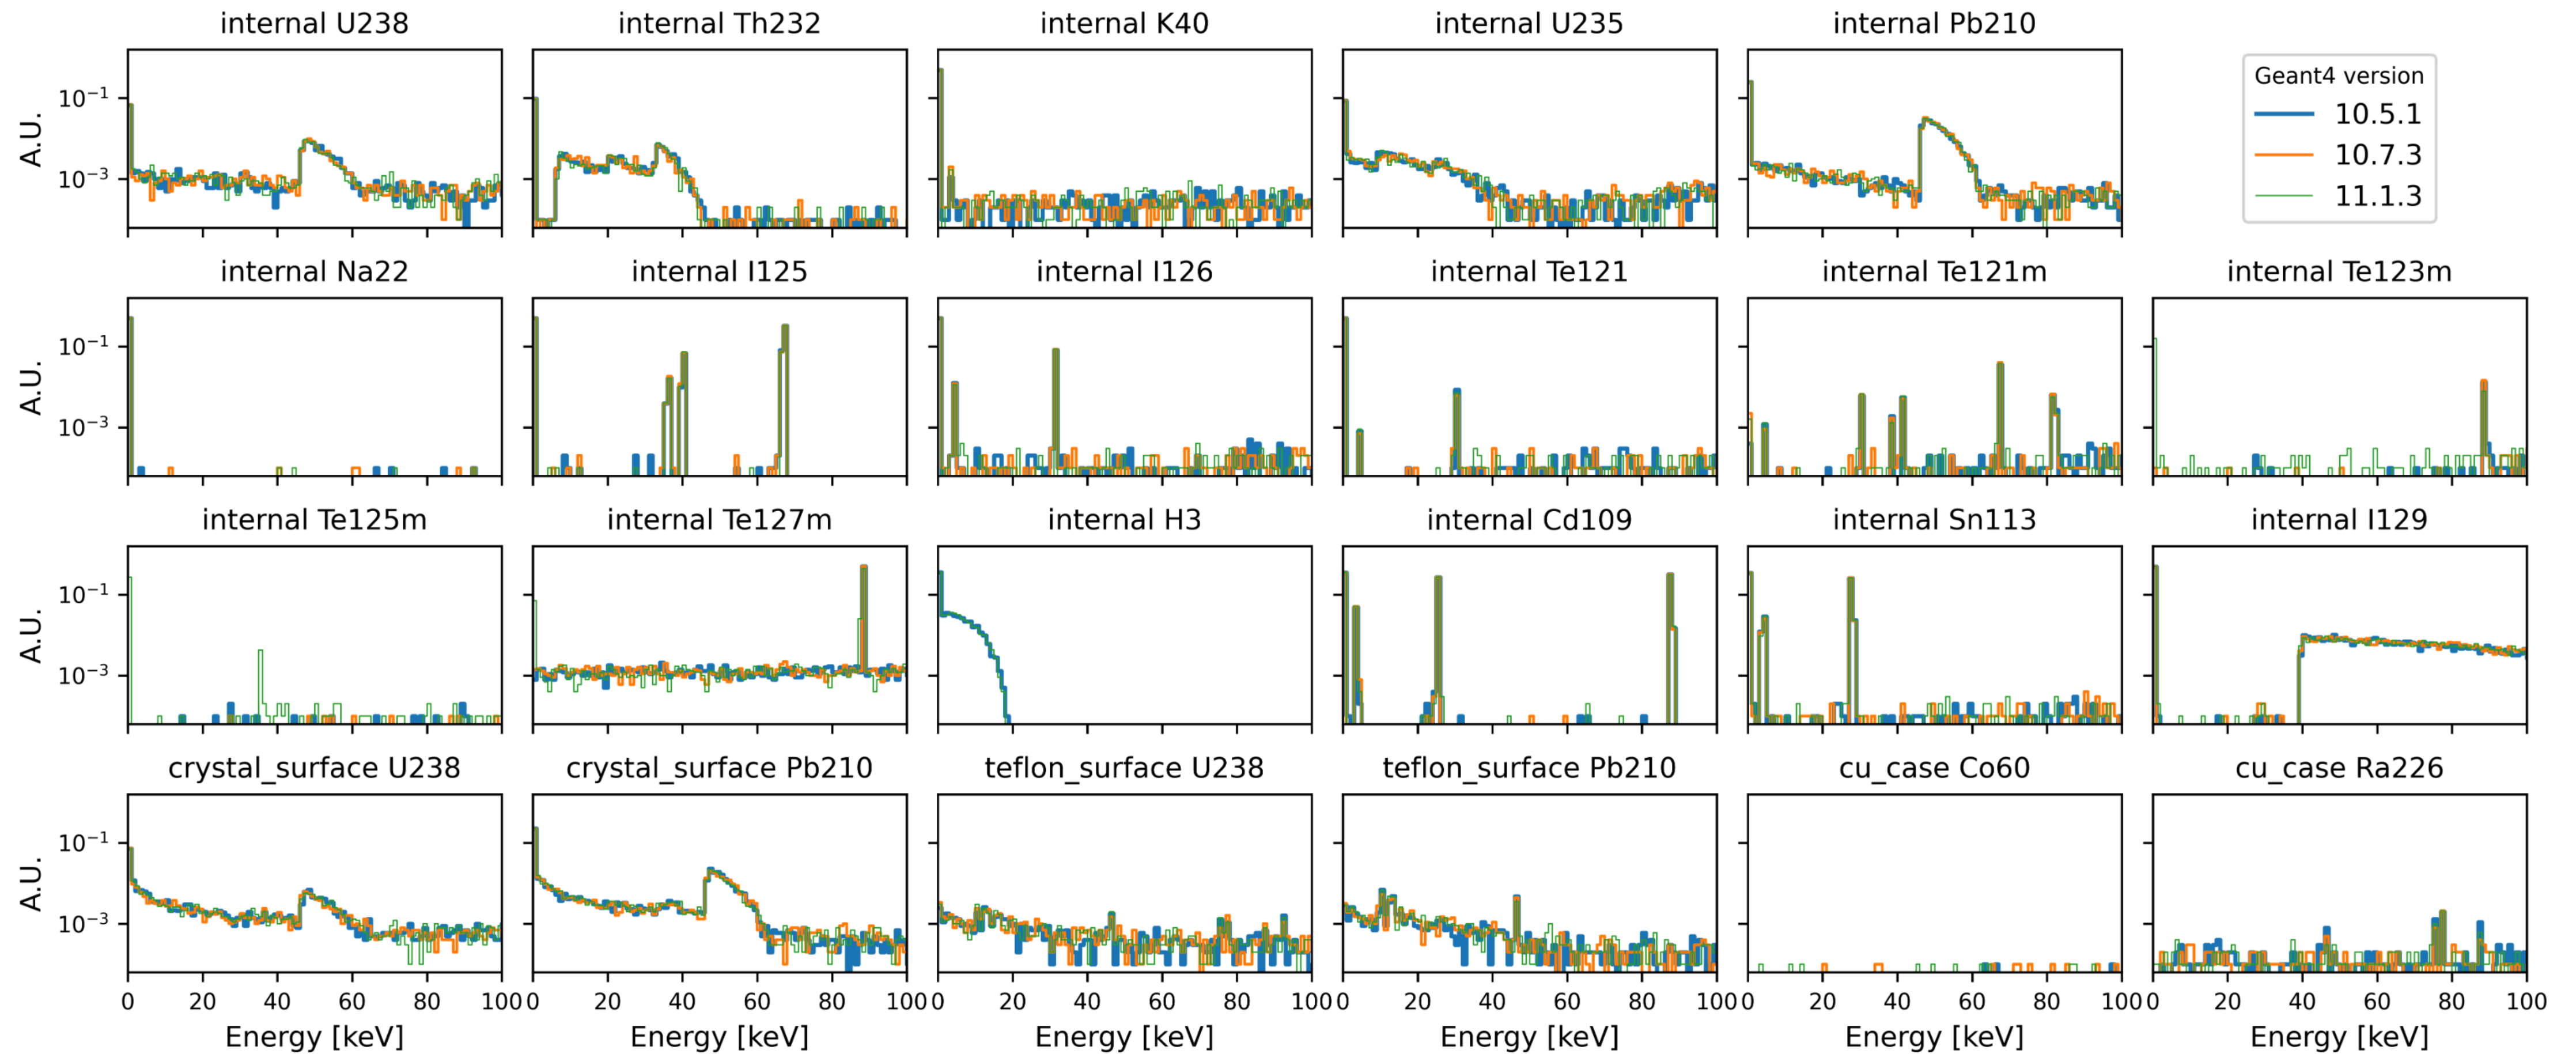 internal U238 internal Th232 internal K40 internal U235 internal Pb210
Geant4 version
10.5.1
10.7.3
11.1.3
A.U.
10⁻¹
10⁻³
internal Na22 internal I125 internal I126 internal Te121 internal Te121m internal Te123m
A.U.
10⁻¹
10⁻³
internal Te125m internal Te127m internal H3 internal Cd109 internal Sn113 internal I129
A.U.
10⁻¹
10⁻³
crystal_surface U238 crystal_surface Pb210 teflon_surface U238 teflon_surface Pb210 cu_case Co60 cu_case Ra226
A.U.
10⁻¹
10⁻³
0 20 40 60 80 100 0 20 40 60 80 100 0 20 40 60 80 100 0 20 40 60 80 100 0 20 40 60 80 100 0 20 40 60 80 100
Energy [keV] Energy [keV] Energy [keV] Energy [keV] Energy [keV] Energy [keV]